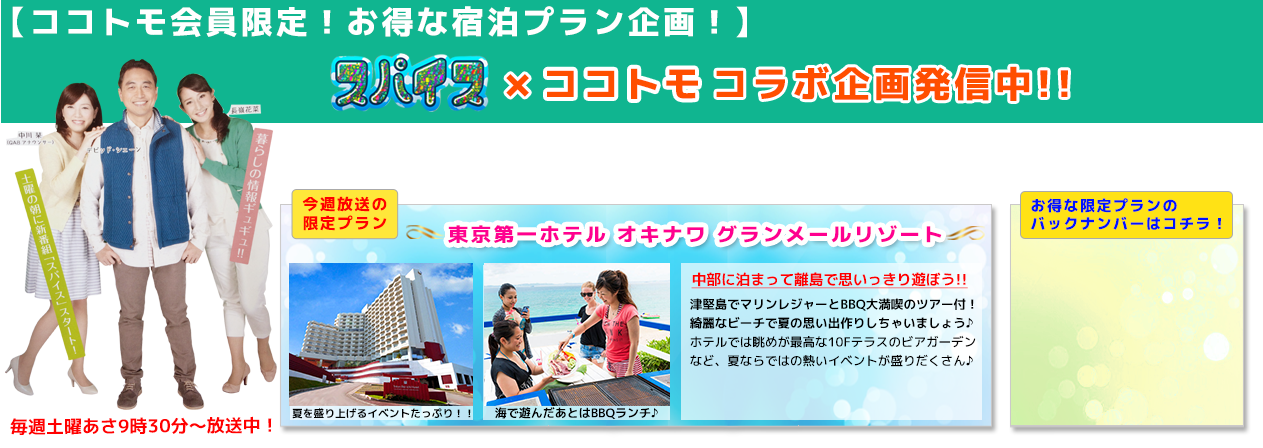 【ココトモ会員限定！お得な宿泊プラン企画！】
スパイス × ココトモ コラボ企画発信中!!
中川 栞
(QABアナウンサー)
デビッド・シェーン
長嶺花菜
土曜の朝に新番組「スパイス」スタート！
暮らしの情報ギュギュ!!
毎週土曜あさ9時30分～放送中！
今週放送の
限定プラン
東京第一ホテル オキナワ グランメールリゾート
夏を盛り上げるイベントたっぷり！！
海で遊んだあとはBBQランチ♪
中部に泊まって離島で思いっきり遊ぼう!!
津堅島でマリンレジャーとBBQ大満喫のツアー付！
綺麗なビーチで夏の思い出作りしちゃいましょう♪
ホテルでは眺めが最高な10Fテラスのビアガーデン
など、夏ならではの熱いイベントが盛りだくさん♪
お得な限定プランの
バックナンバーはコチラ！